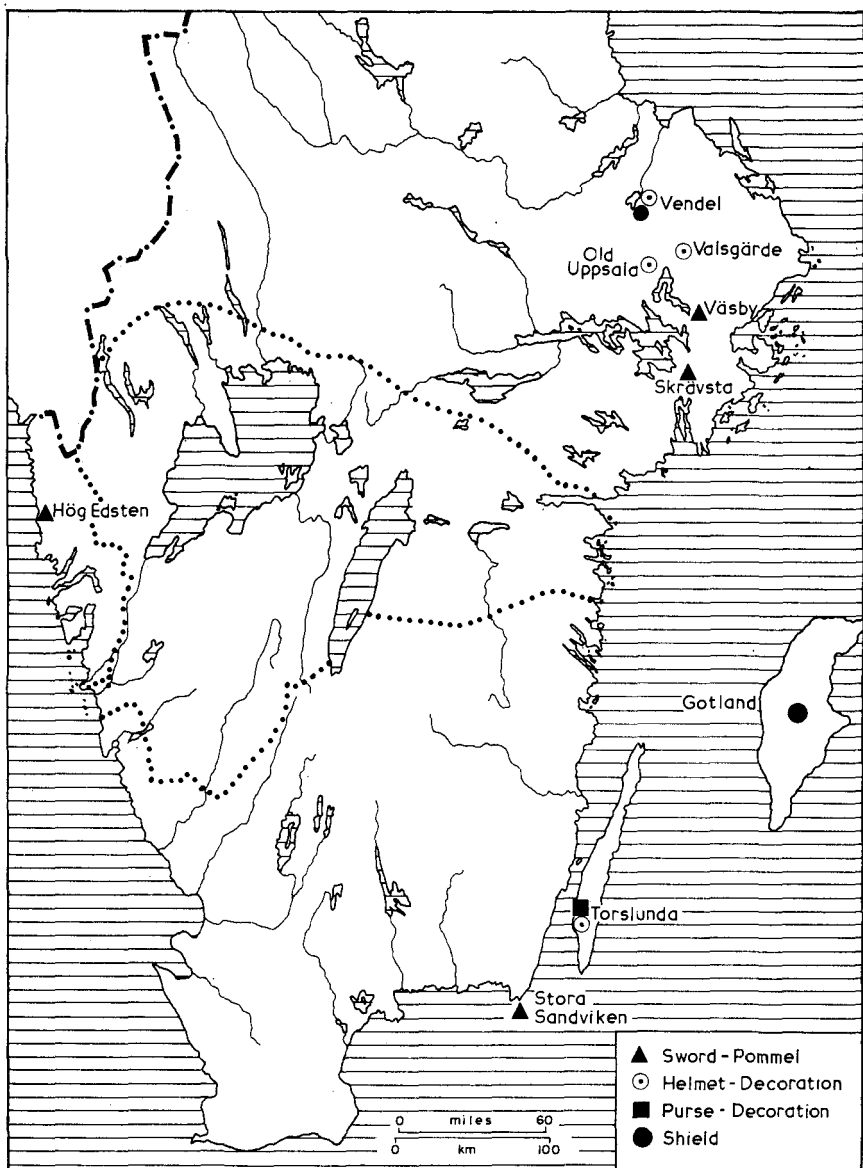 Vendel
Old
Uppsala
Valsgärde
Väsby
Skrävsta
Hög Edsten
Gotland
Torslunda
Stora
Sandviken
0 miles 60
0 km 100
Sword-Pommel
Helmet-Decoration
Purse-Decoration
Shield